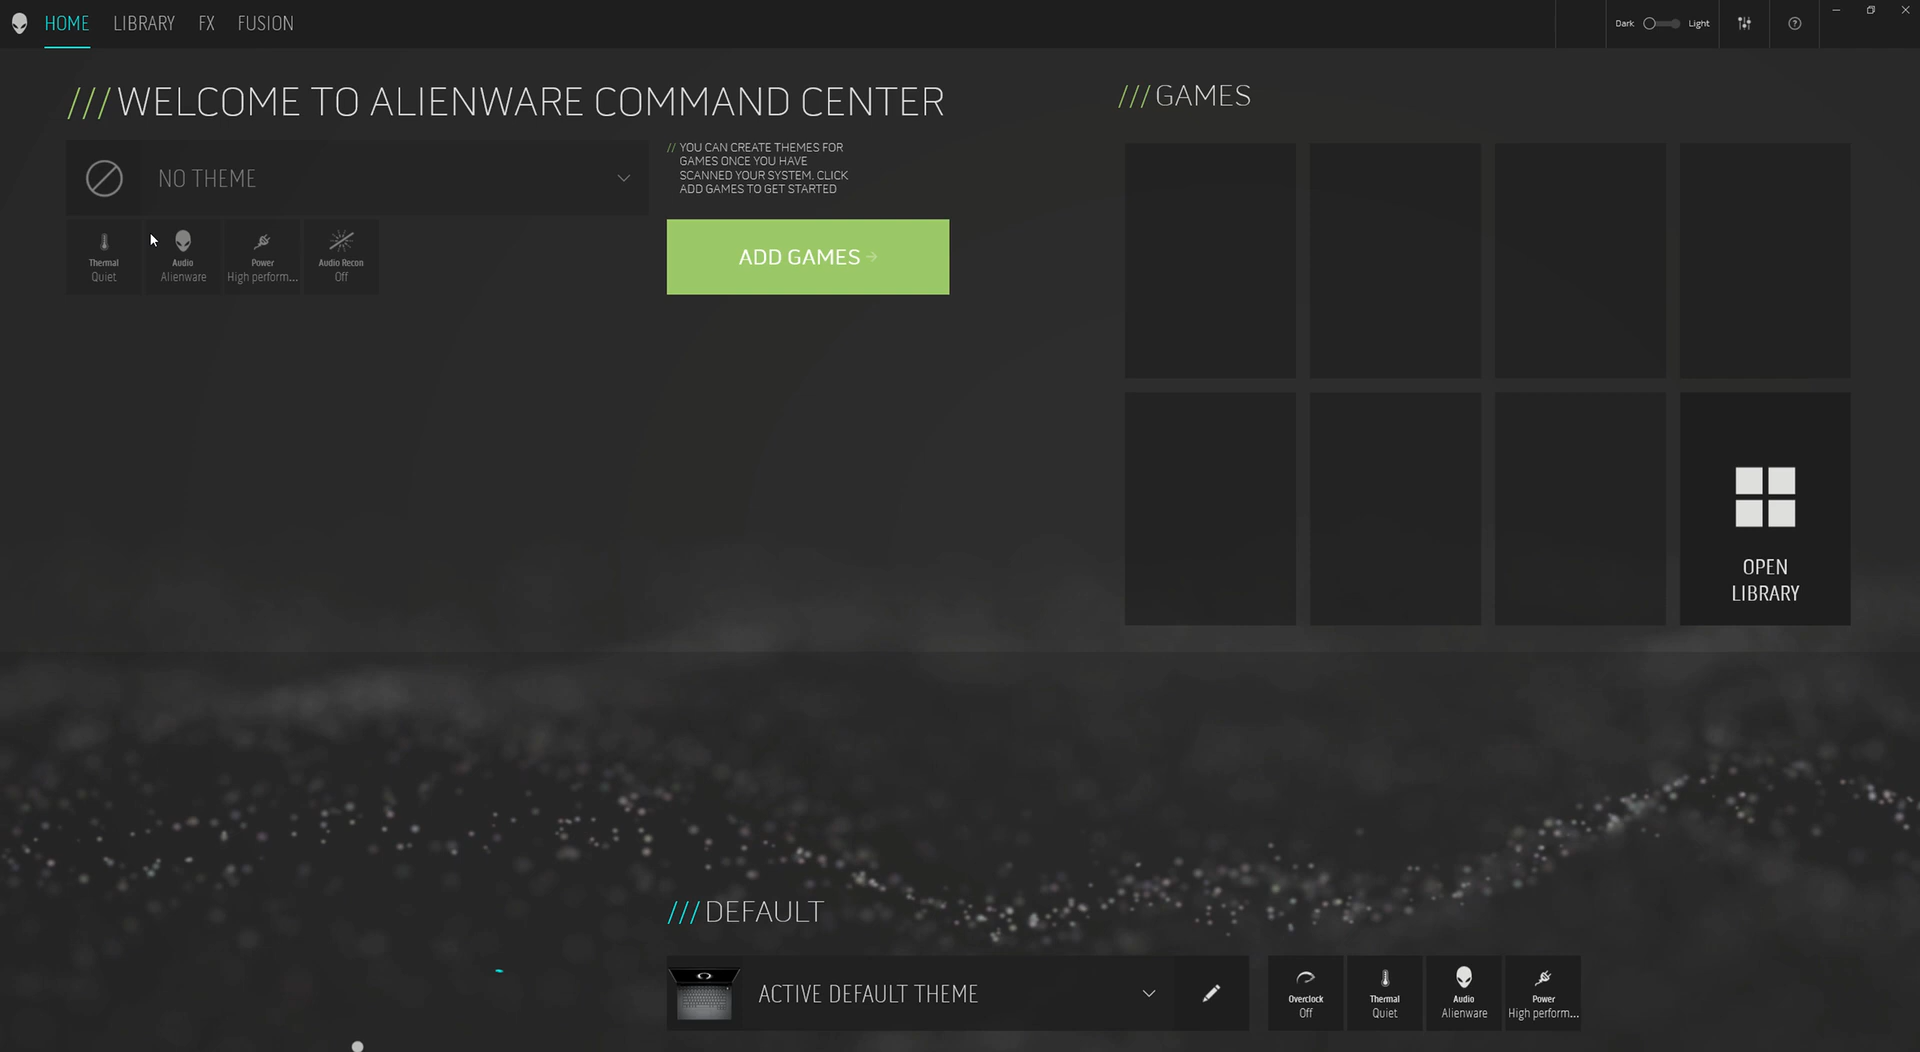 HOME LIBRARY FX FUSION
Dark Light
///WELCOME TO ALIENWARE COMMAND CENTER
NO THEME
// YOU CAN CREATE THEMES FOR
GAMES ONCE YOU HAVE
SCANNED YOUR SYSTEM. CLICK
ADD GAMES TO GET STARTED
Thermal
Quiet
Audio
Alienware
Power
High perform...
Audio Recon
Off
ADD GAMES
///GAMES
OPEN
LIBRARY
///DEFAULT
ACTIVE DEFAULT THEME
Overclock
Off
Thermal
Quiet
Audio
Alienware
Power
High perform...